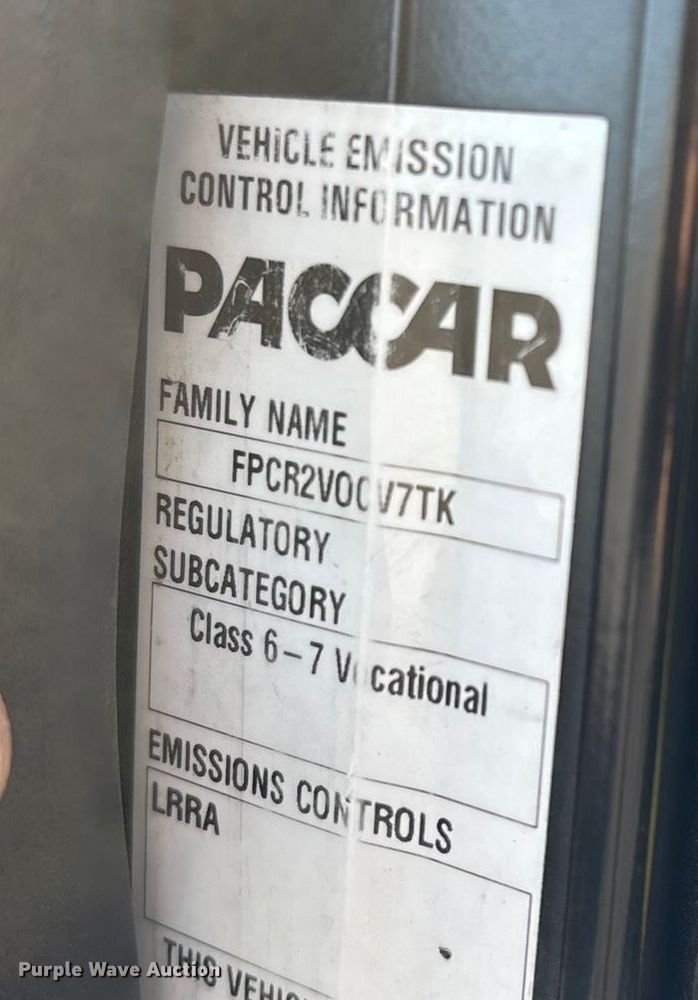 VEHICLE EMISSION
CONTROL INFORMATION
PACCAR
FAMILY NAME
FPCR2VOCV7TK
REGULATORY
SUBCATEGORY
Class 6-7 Vocational
EMISSIONS CONTROLS
LRRA
THIS
Purple Wave Auction